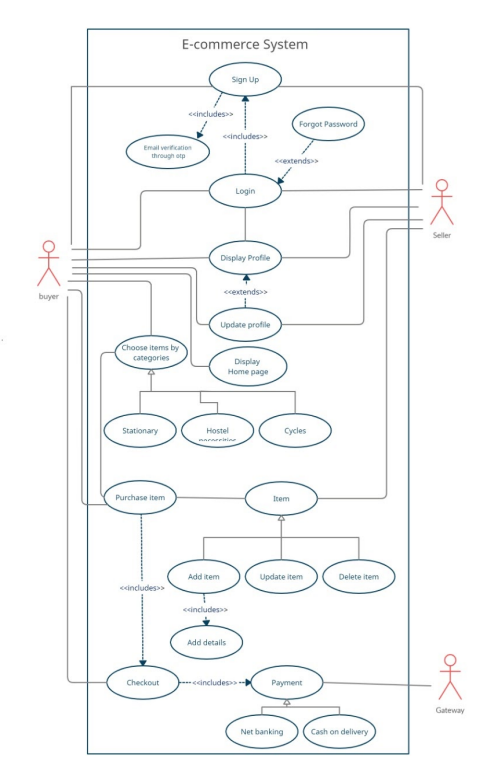 E-commerce System
Sign Up
<<includes>>
<<includes>>
Forgot Password
Email verification
through otp
<<extends>>
Login
Seller
Display Profile
buyer
<<extends>>
Update profile
Choose items by
categories
Display
Home page
Stationary
Hostel
necessities
Cycles
Purchase item
Item
Add item
Update item
Delete item
<<includes>>
<<includes>>
Add details
Checkout
<<includes>>
Payment
Gateway
Net banking
Cash on delivery